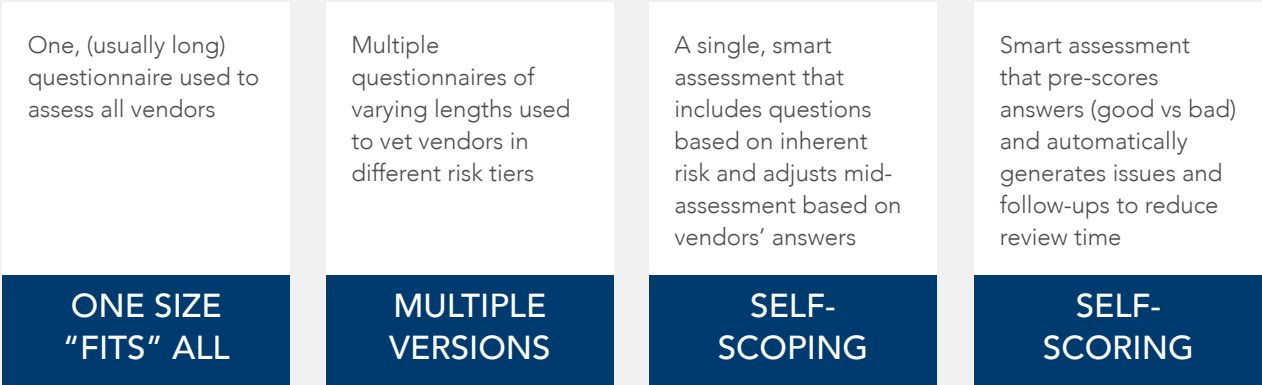 One, (usually long)
questionnaire used to
assess all vendors
ONE SIZE
“FITS” ALL
Multiple
questionnaires of
varying lengths used
to vet vendors in
different risk tiers
MULTIPLE
VERSIONS
A single, smart
assessment that
includes questions
based on inherent
risk and adjusts mid-
assessment based on
vendors’ answers
SELF-
SCOPING
Smart assessment
that pre-scores
answers (good vs bad)
and automatically
generates issues and
follow-ups to reduce
review time
SELF-
SCORING